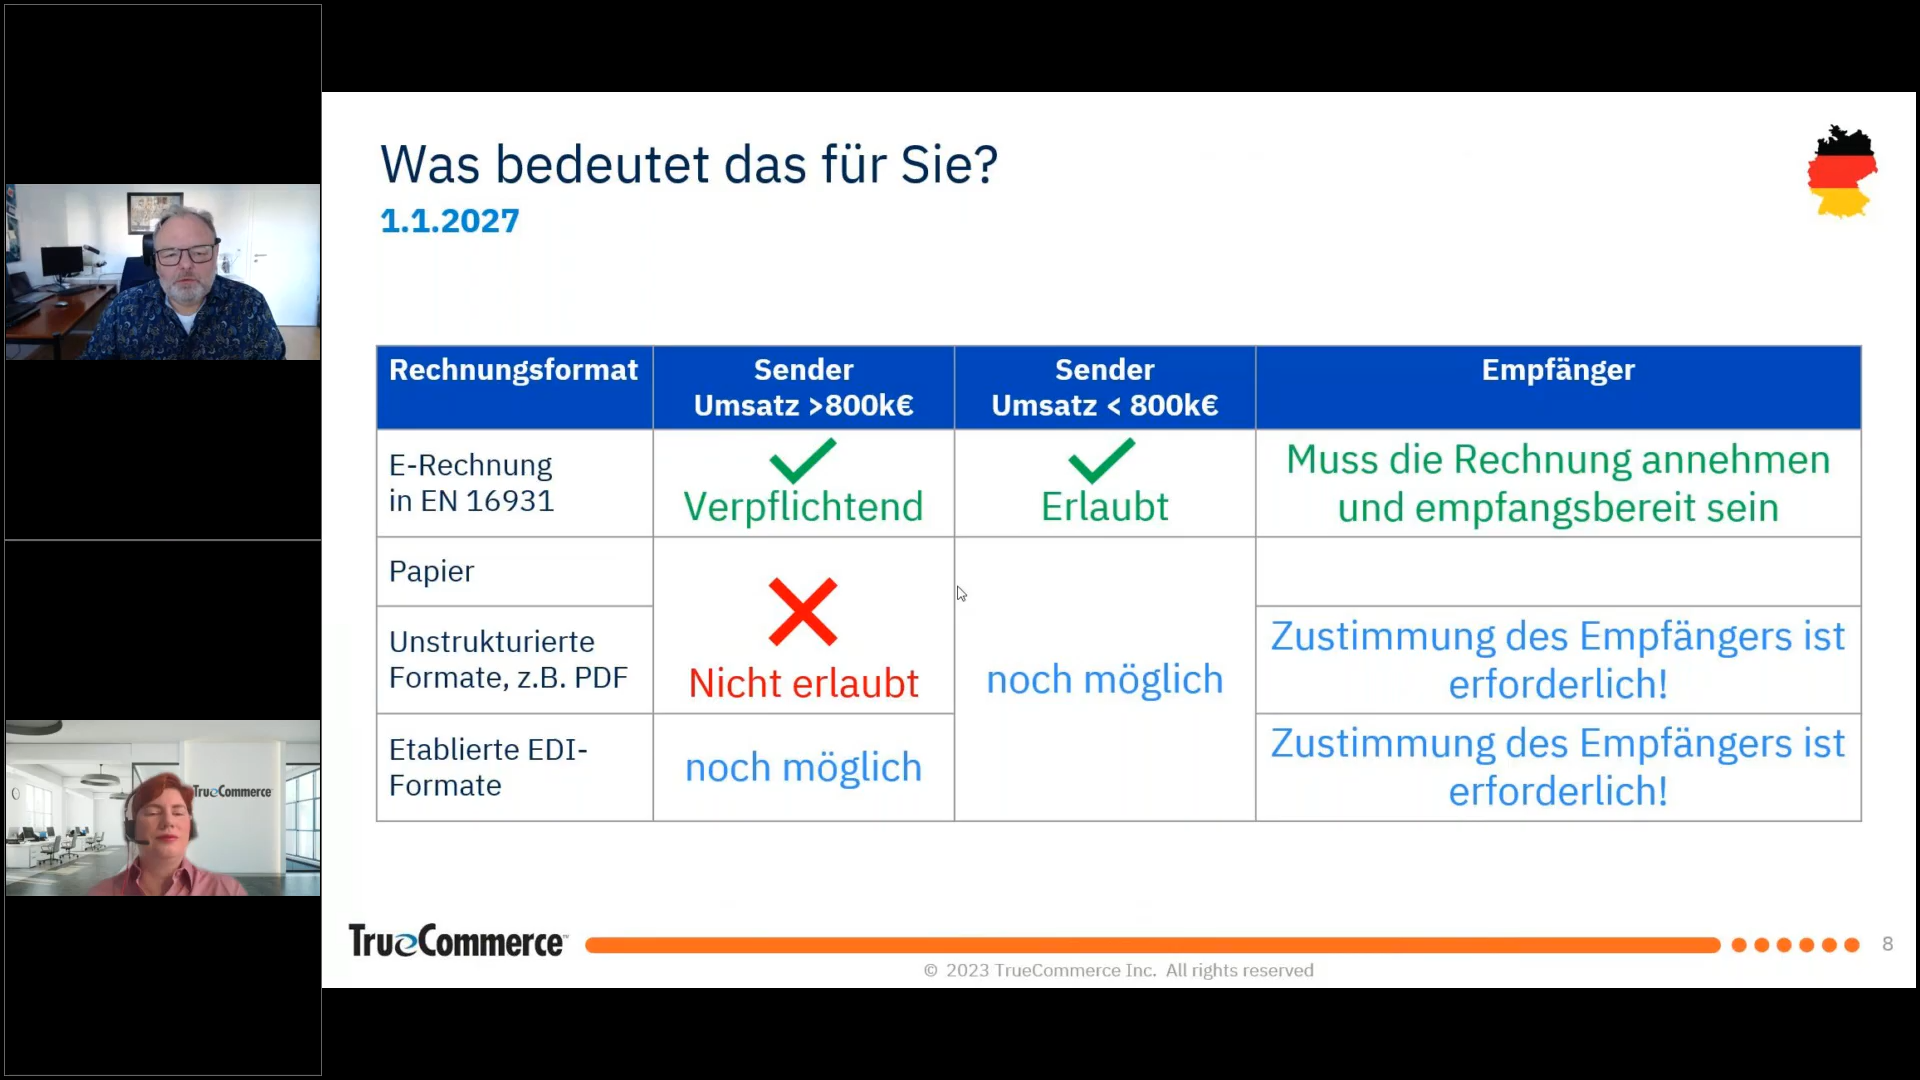 Was bedeutet das für Sie?
1.1.2027
Rechnungsformat
Sender
Umsatz >800k€
Sender
Umsatz < 800k€
Empfänger
E-Rechnung
in EN 16931
Verpflichtend
Erlaubt
Muss die Rechnung annehmen
und empfangsbereit sein
Papier
Unstrukturierte
Formate, z.B. PDF
Nicht erlaubt
noch möglich
Zustimmung des Empfängers ist
erforderlich!
Etablierte EDI-
Formate
noch möglich
Zustimmung des Empfängers ist
erforderlich!
TrueCommerce
TrueCommerce™
8
© 2023 TrueCommerce Inc. All rights reserved